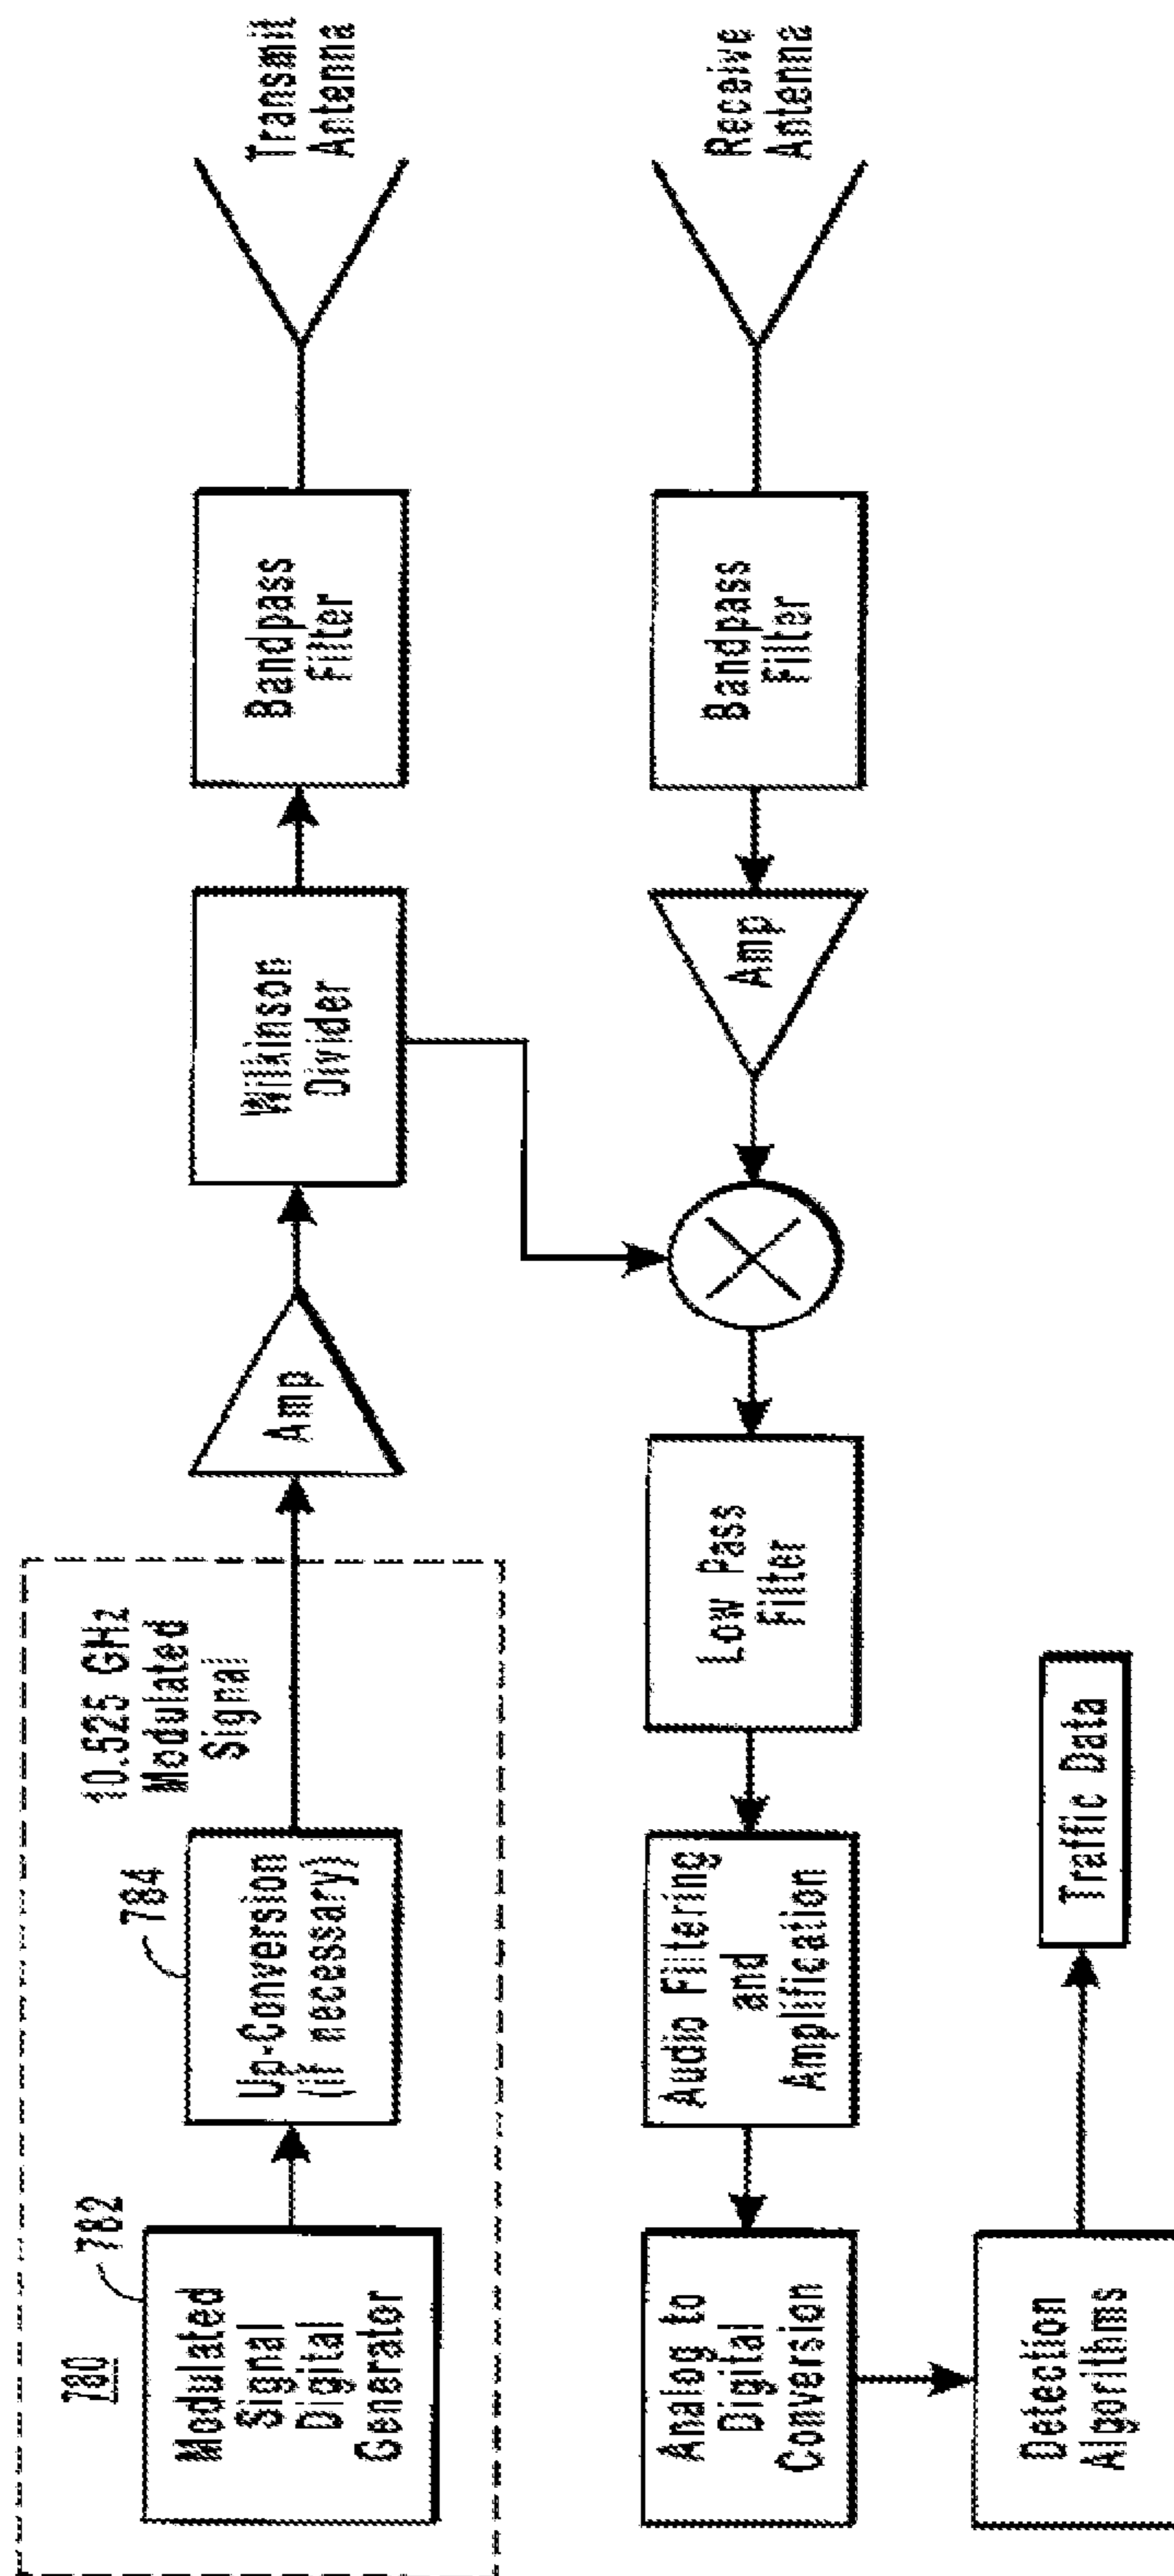 780
782
Modulated
Signal
Digital
Generator
784
Up-Conversion
(if necessary)
10.525 GHz
Modulated
Signal
Amp
Wilkinson
Divider
Bandpass
Filter
Transmit
Antenna
Receive
Antenna
Bandpass
Filter
Amp
Low Pass
Filter
Audio Filtering
and
Amplification
Analog to
Digital
Conversion
Detection
Algorithms
Traffic Data